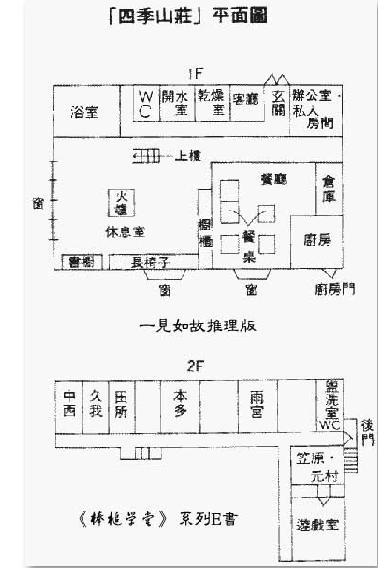 「四季山莊」平面圖
1F
浴室
WC
開水室
乾燥室
客廳
玄關
辦公室・私人房間
上樓
窗
火爐
休息室
櫥櫃
餐廳
倉庫
餐桌
廚房
書櫥
長椅子
窗
窗
廚房門
一見如故推理版
2F
中西
久我
田所
本多
雨宮
盥洗室
WC
後門
笠原・元村
遊戲室
《棒槌学堂》系列E書